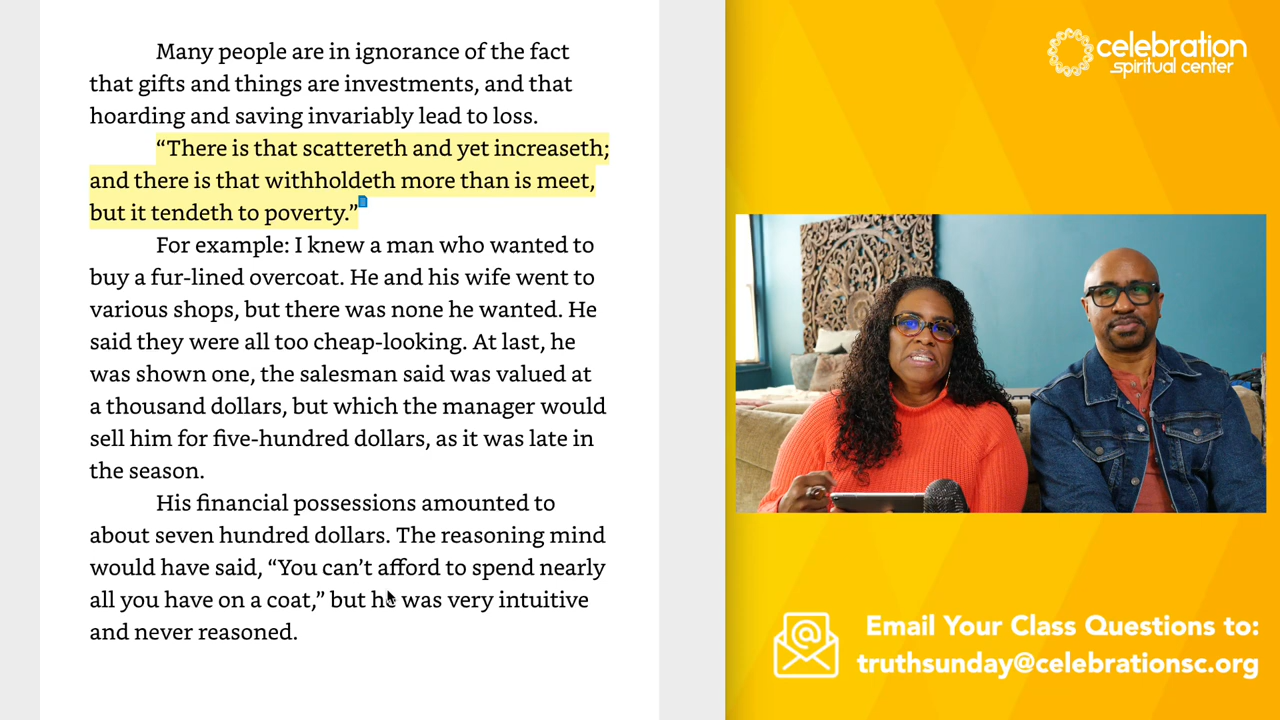 Many people are in ignorance of the fact
that gifts and things are investments, and that
hoarding and saving invariably lead to loss.
“There is that scattereth and yet increaseth;
and there is that withholdeth more than is meet,
but it tendeth to poverty.”
For example: I knew a man who wanted to
buy a fur-lined overcoat. He and his wife went to
various shops, but there was none he wanted. He
said they were all too cheap-looking. At last, he
was shown one, the salesman said was valued at
a thousand dollars, but which the manager would
sell him for five-hundred dollars, as it was late in
the season.
His financial possessions amounted to
about seven hundred dollars. The reasoning mind
would have said, “You can’t afford to spend nearly
all you have on a coat,” but he was very intuitive
and never reasoned.
celebration
spiritual center
Email Your Class Questions to:
truthsunday@celebrationsc.org